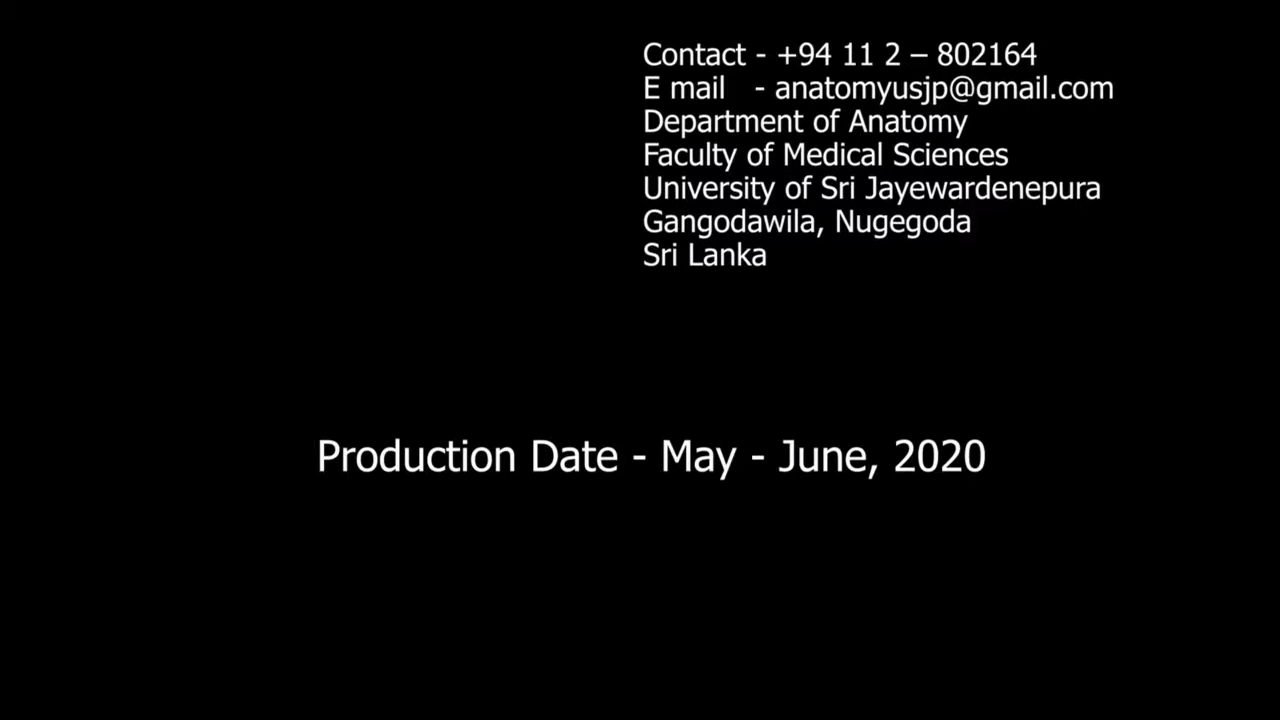 Contact - +94 11 2 – 802164
E mail - anatomyusjp@gmail.com
Department of Anatomy
Faculty of Medical Sciences
University of Sri Jayewardenepura
Gangodawila, Nugegoda
Sri Lanka
Production Date - May - June, 2020